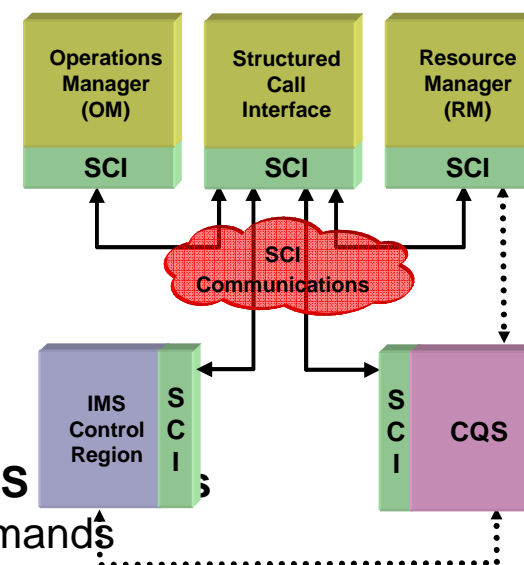 Operations
Manager
(OM)
SCI
Structured
Call
Interface
SCI
Resource
Manager
(RM)
SCI
SCI
Communications
IMS
Control
Region
S
C
I
S
C
I
CQS
S s
mands